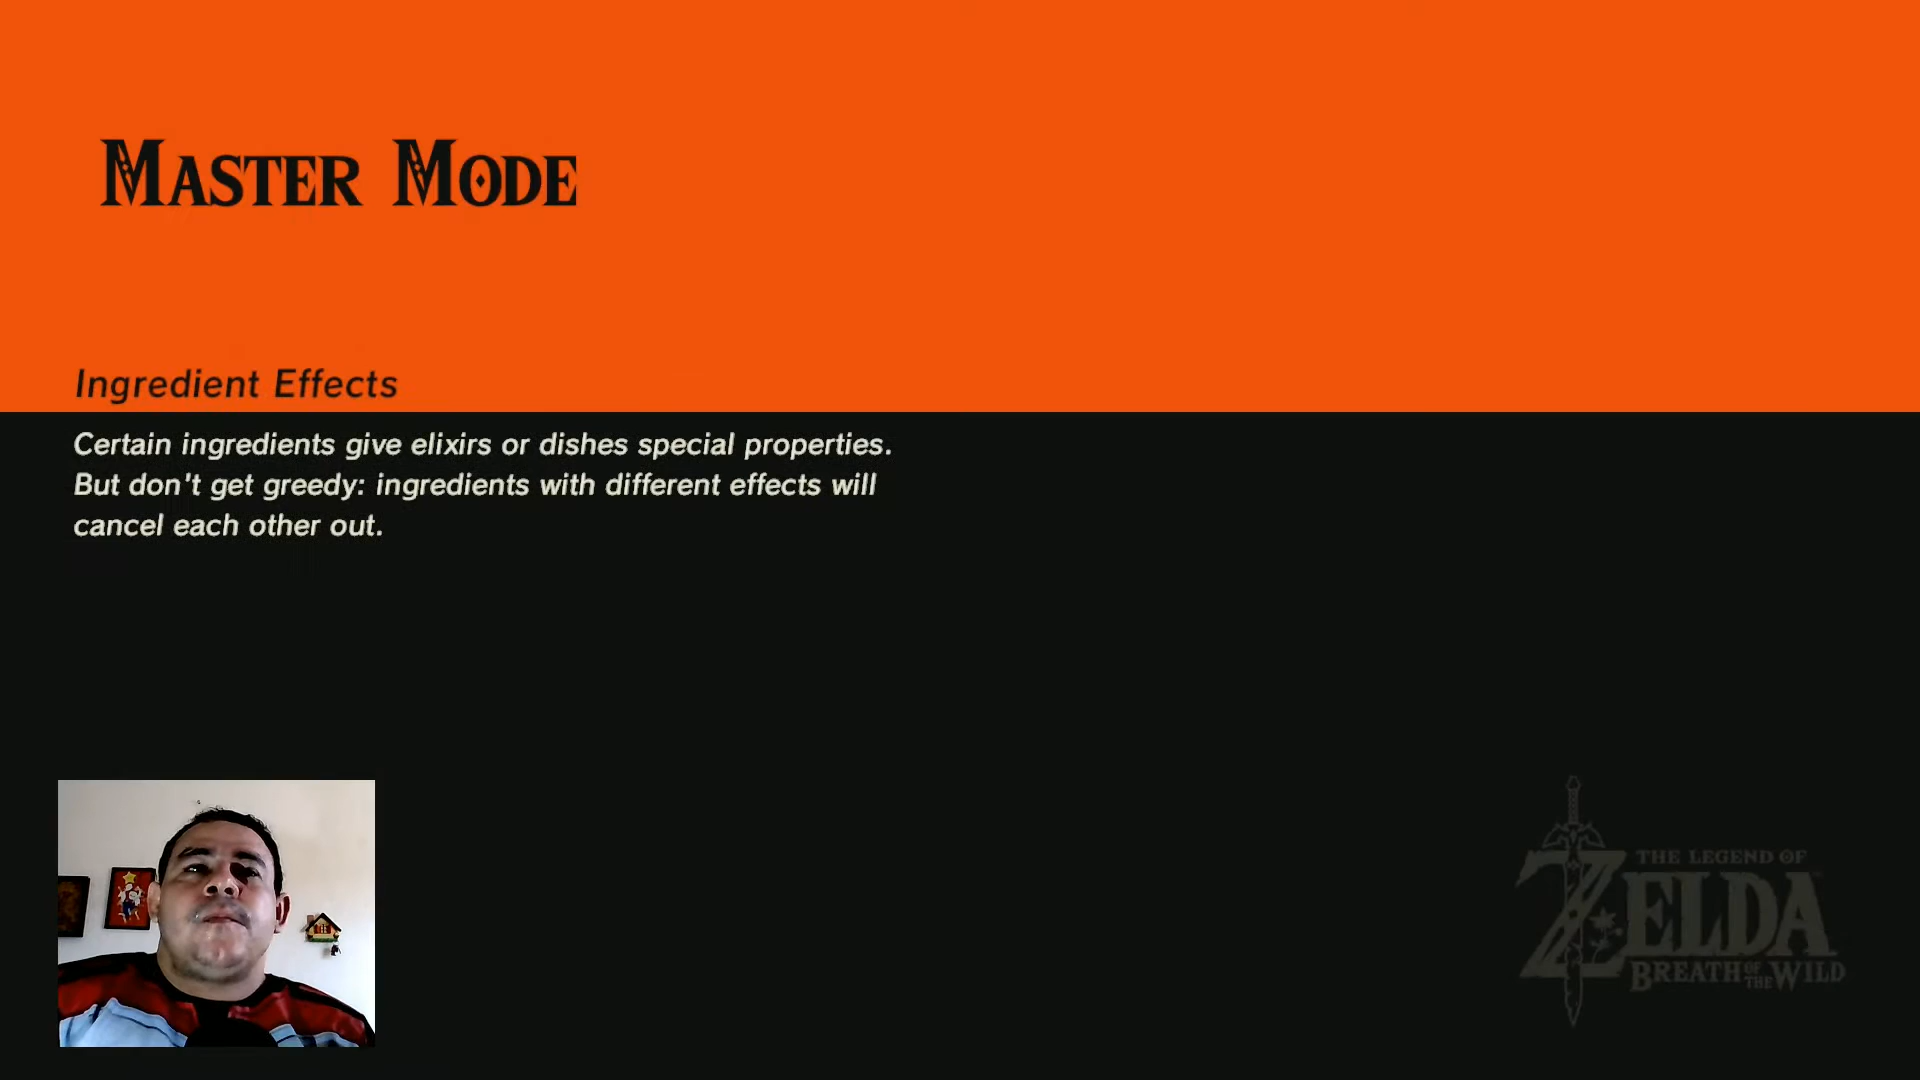 Master Mode
Ingredient Effects
Certain ingredients give elixirs or dishes special properties.
But don't get greedy: ingredients with different effects will
cancel each other out.
THE LEGEND OF
ZELDA
BREATH OF THE WILD